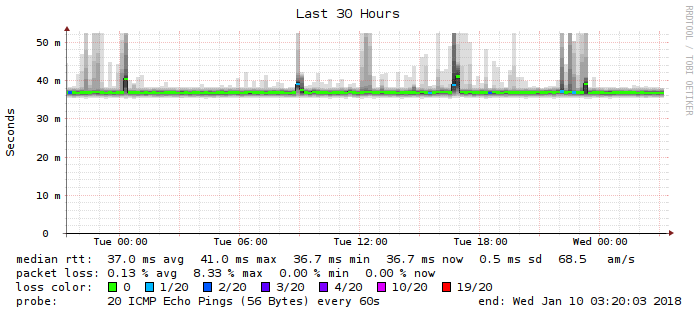 Last 30 Hours
RRDTOOL / TOBI OETIKER
Seconds
50 m
40 m
30 m
20 m
10 m
0
Tue 00:00 Tue 06:00 Tue 12:00 Tue 18:00 Wed 00:00
median rtt: 37.0 ms avg 41.0 ms max 36.7 ms min 36.7 ms now 0.5 ms sd 68.5 am/s
packet loss: 0.13 % avg 8.33 % max 0.00 % min 0.00 % now
loss color: 0 1/20 2/20 3/20 4/20 10/20 19/20
probe: 20 ICMP Echo Pings (56 Bytes) every 60s end: Wed Jan 10 03:20:03 2018